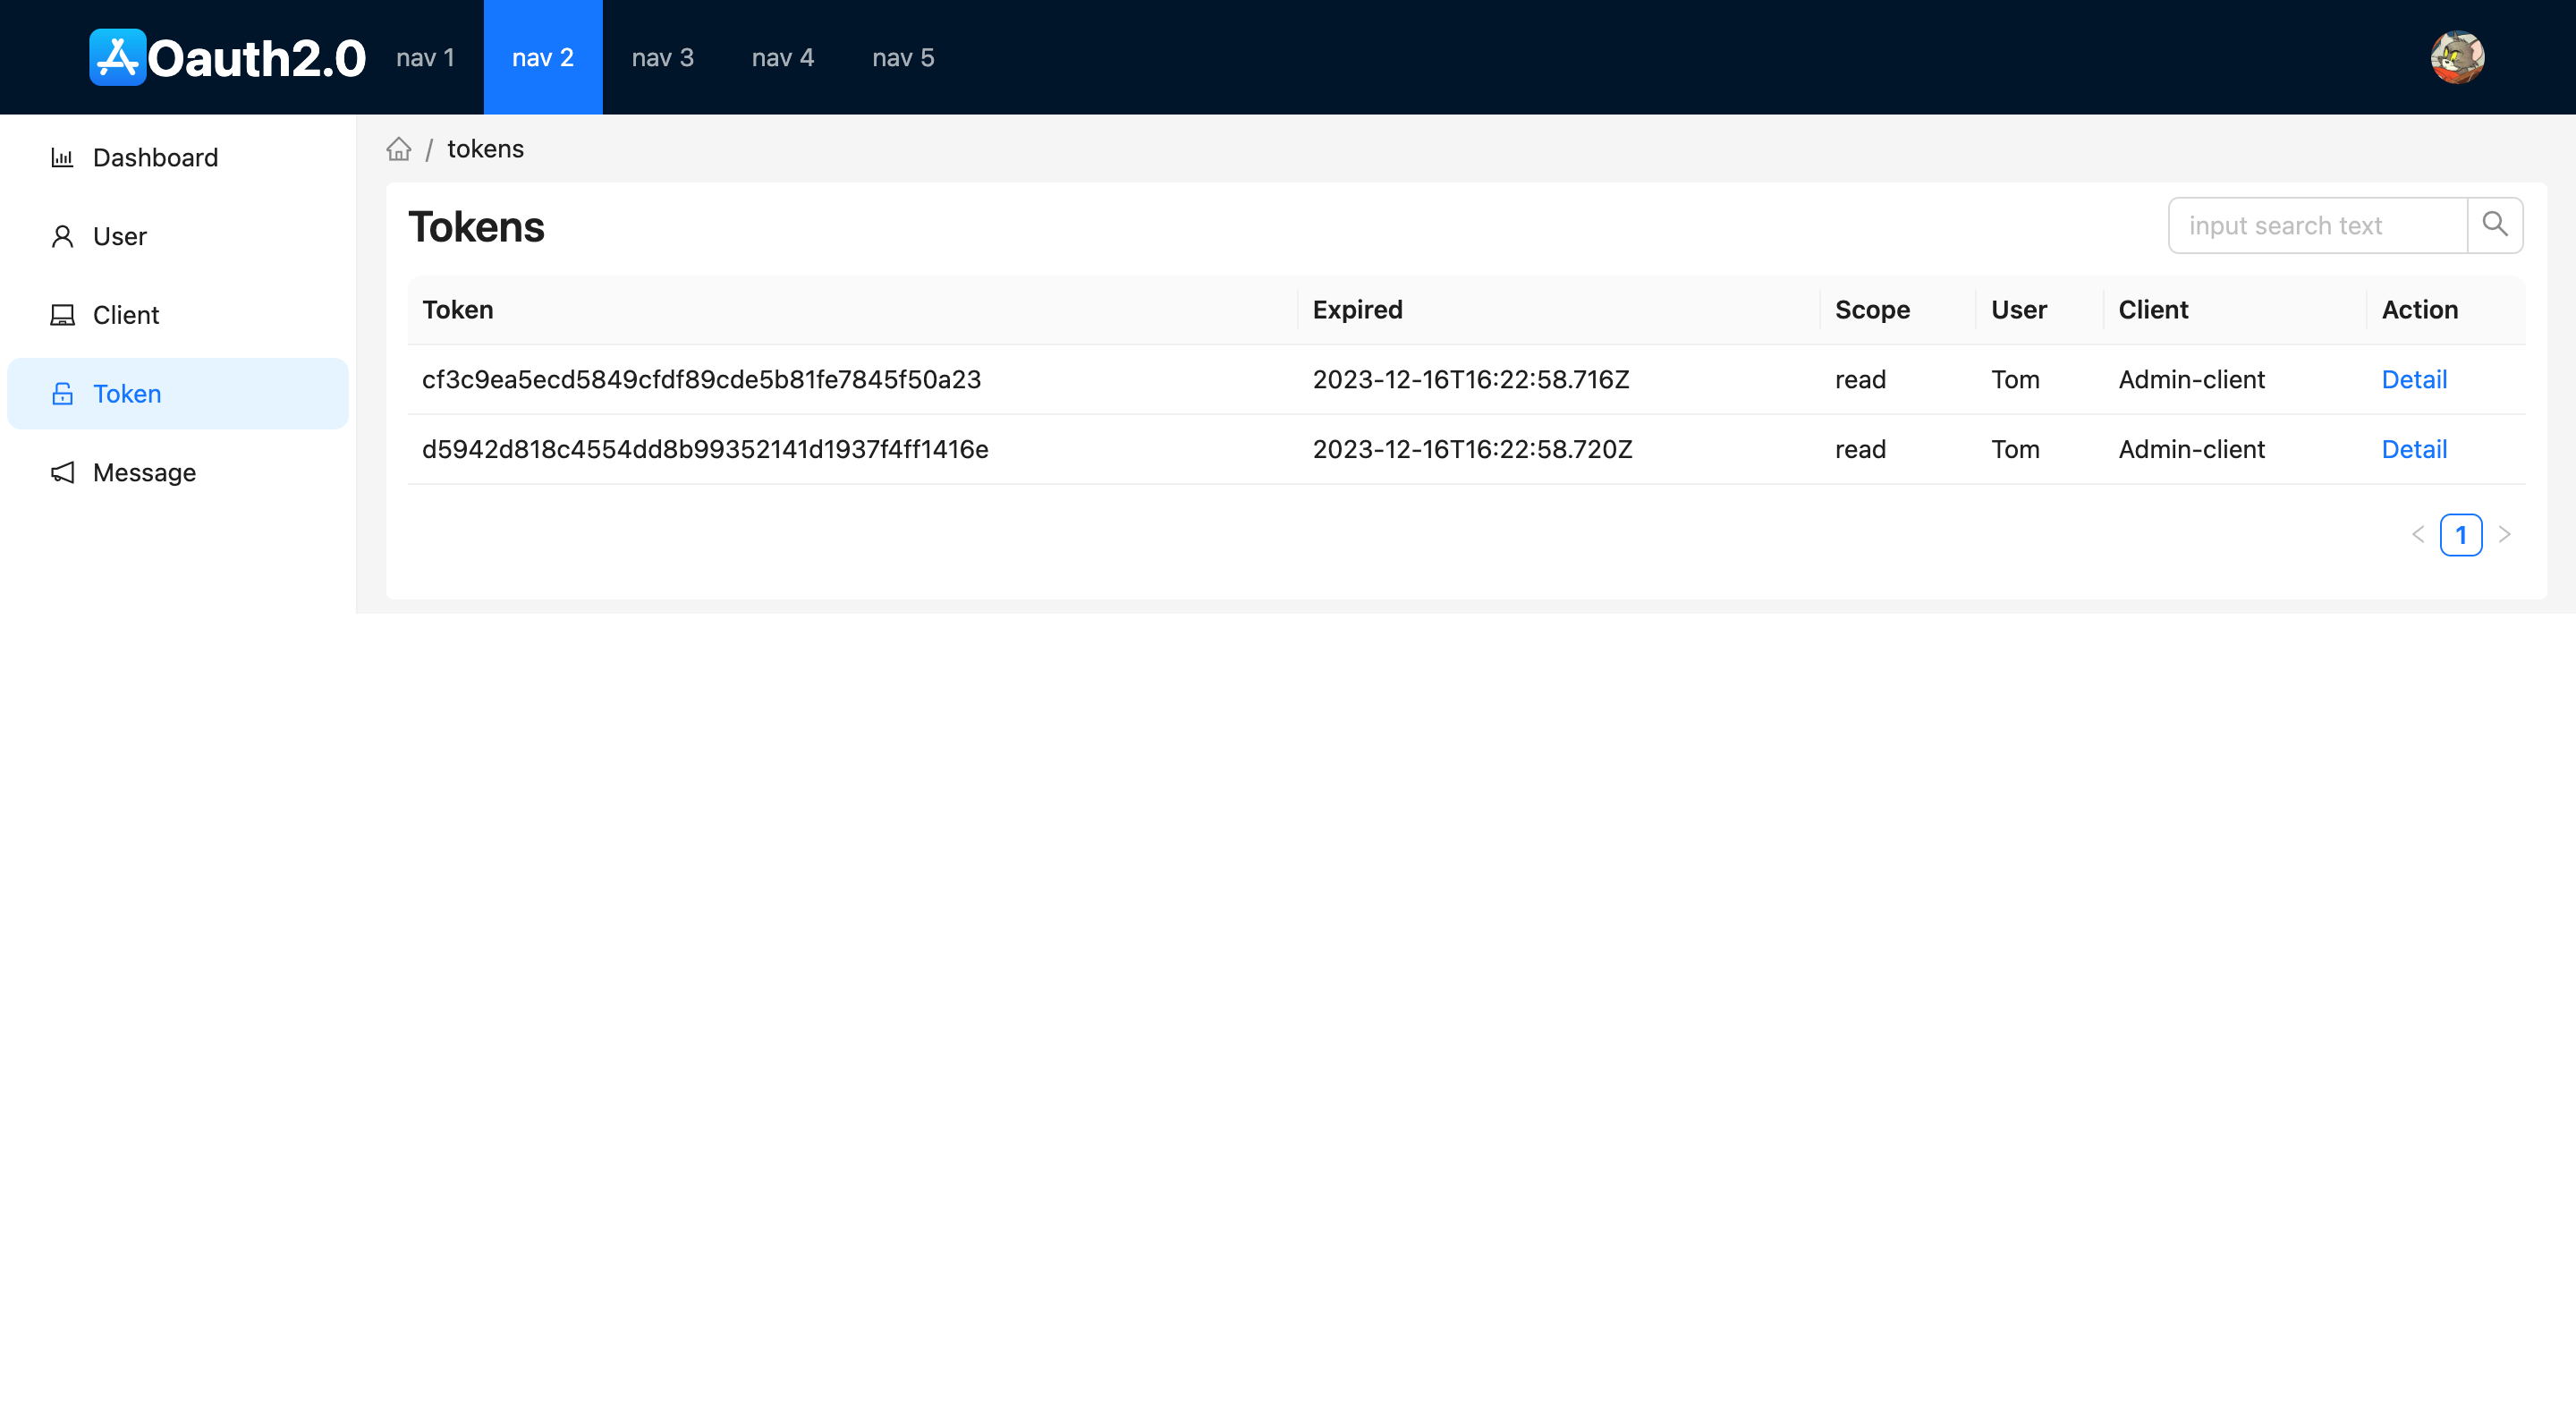 Oauth2.0 nav 1 nav 2 nav 3 nav 4 nav 5
Dashboard
User
Client
Token
Message
/ tokens
Tokens
input search text
Token Expired Scope User Client Action
cf3c9ea5ecd5849cfdf89cde5b81fe7845f50a23 2023-12-16T16:22:58.716Z read Tom Admin-client Detail
d5942d818c4554dd8b99352141d1937f4ff1416e 2023-12-16T16:22:58.720Z read Tom Admin-client Detail
< 1 >